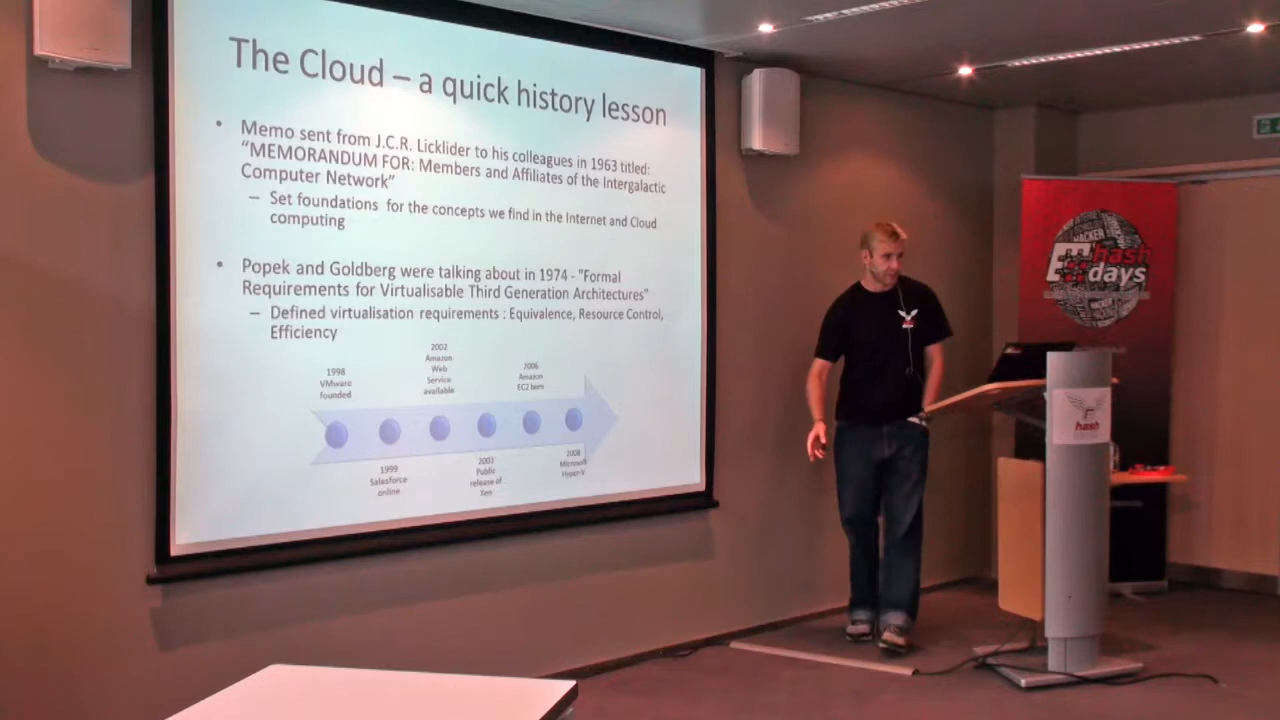 The Cloud – a quick history lesson
• Memo sent from J.C.R. Licklider to his colleagues in 1963 titled:
“MEMORANDUM FOR: Members and Affiliates of the Intergalactic
Computer Network”
– Set foundations for the concepts we find in the Internet and Cloud
computing
• Popek and Goldberg were talking about in 1974 - "Formal
Requirements for Virtualisable Third Generation Architectures”
– Defined virtualisation requirements : Equivalence, Resource Control,
Efficiency
1998
VMware
founded
2002
Amazon
Web
Service
available
2006
Amazon
EC2 born
1999
Salesforce
online
2003
Public
release of
Xen
2008
Microsoft
Hyper-V
HACKER
hash
days
hash